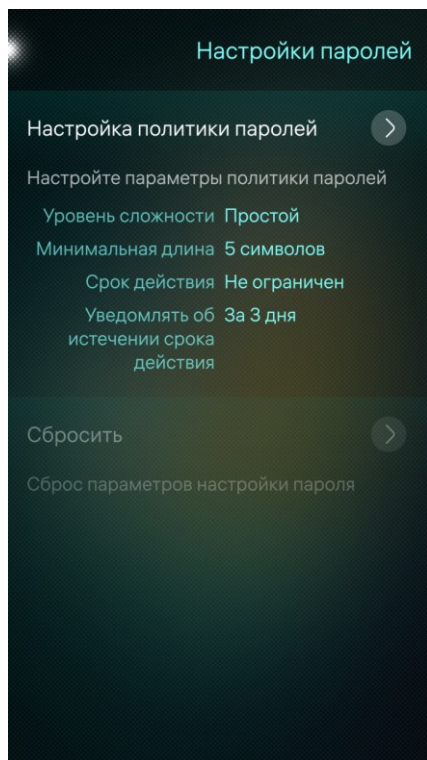 Настройки паролей
Настройка политики паролей
Настройте параметры политики паролей
Уровень сложности Простой
Минимальная длина 5 символов
Срок действия Не ограничен
Уведомлять об За 3 дня
истечении срока
действия
Сбросить
Сброс параметров настройки пароля